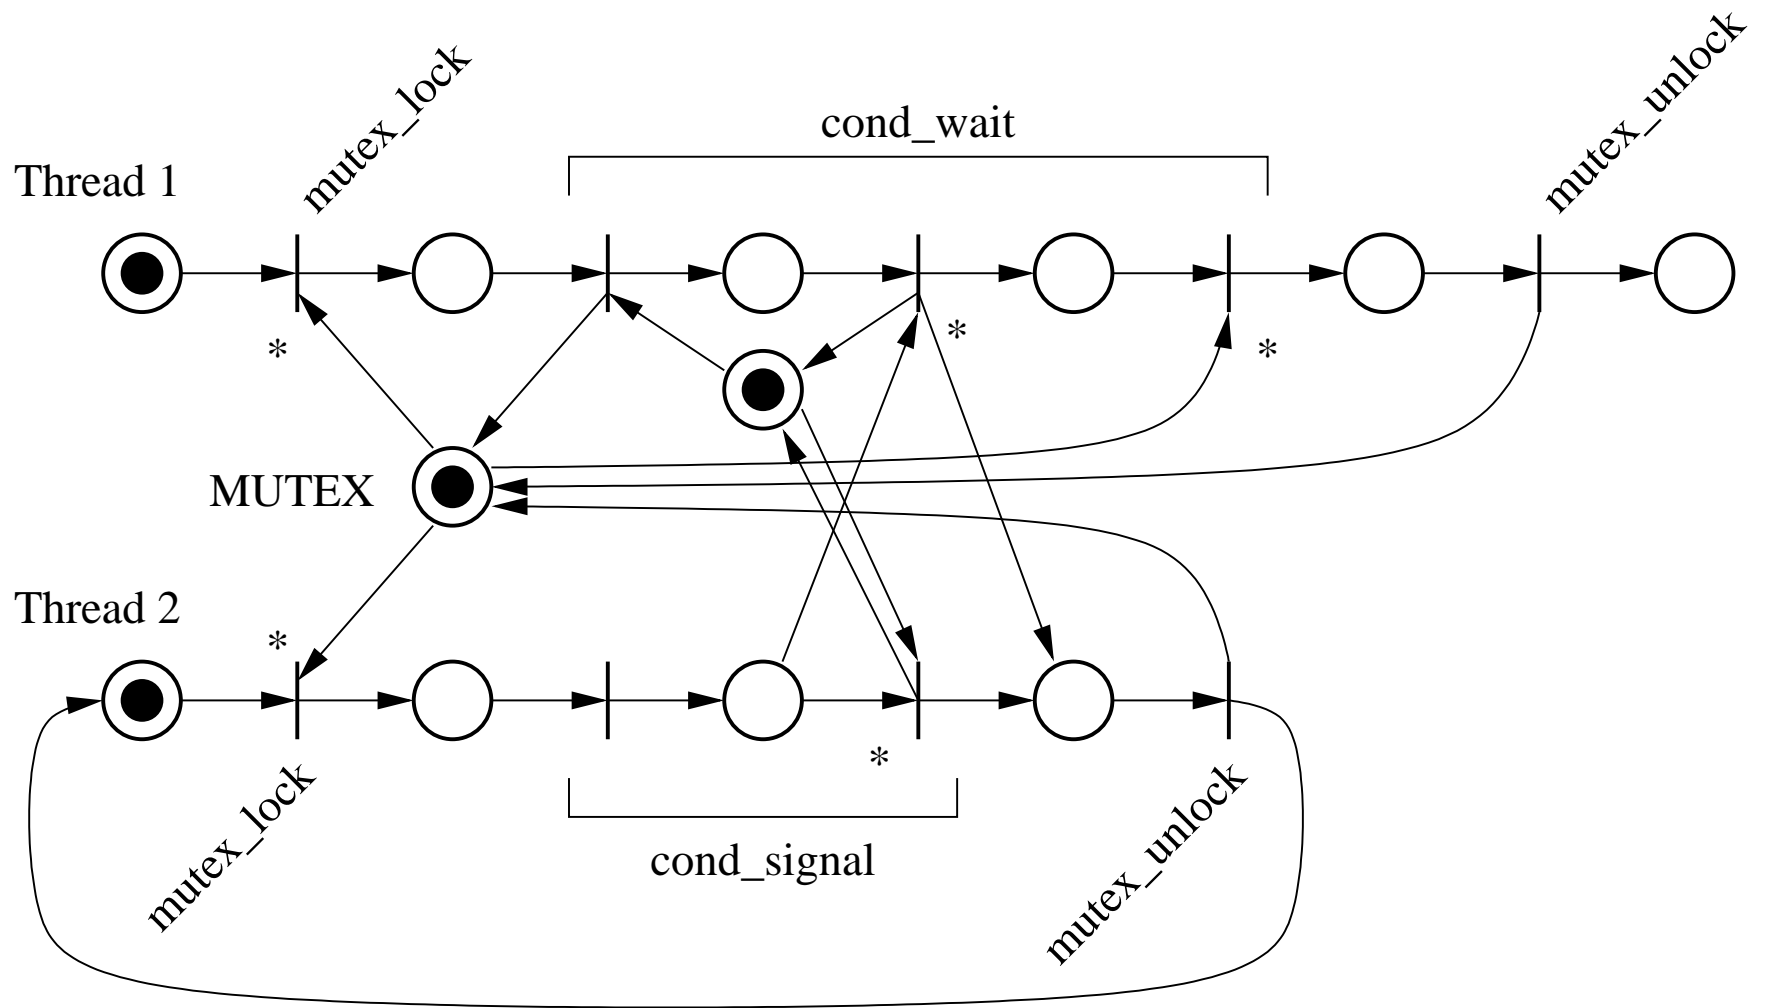 mutex_lock
mutex_unlock
cond_wait
Thread 1
*
*
*
MUTEX
Thread 2
*
*
mutex_lock
cond_signal
mutex_unlock